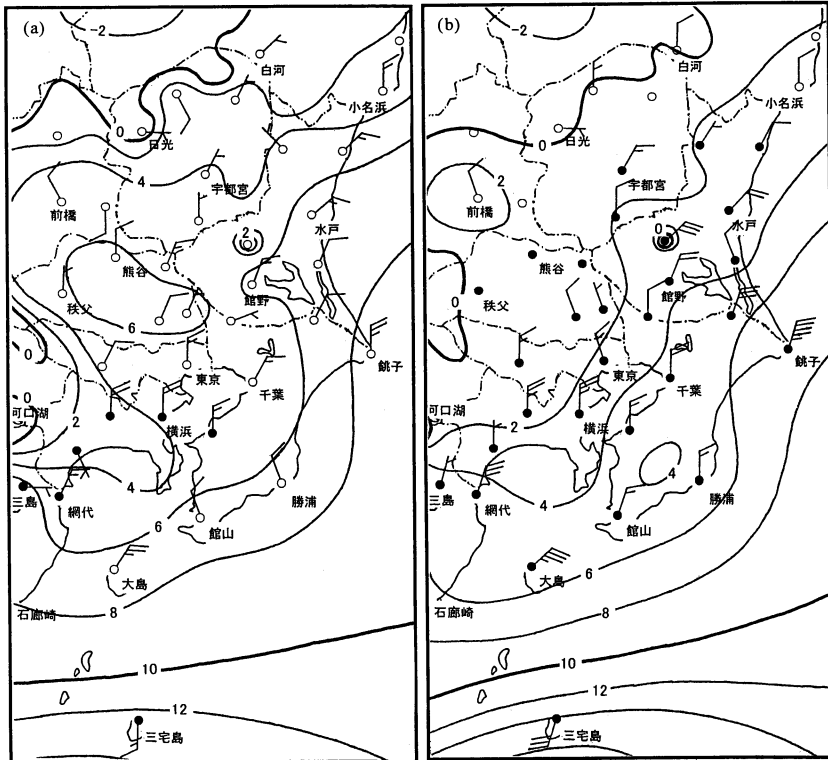 (a)
-2
白河
小名浜
0
日光
4
宇都宮
前橋
2
水戸
熊谷
館野
秩父
6
0
銚子
東京
千葉
0
河口湖
横浜
2
4
勝浦
三島
網代
6
館山
大島
8
石廊崎
10
12
三宅島
(b)
-2
白河
小名浜
0
日光
2
宇都宮
前橋
0
水戸
熊谷
館野
0
秩父
銚子
東京
千葉
河口湖
2
横浜
4
三島
網代
4
勝浦
館山
大島
6
石廊崎
8
10
12
三宅島